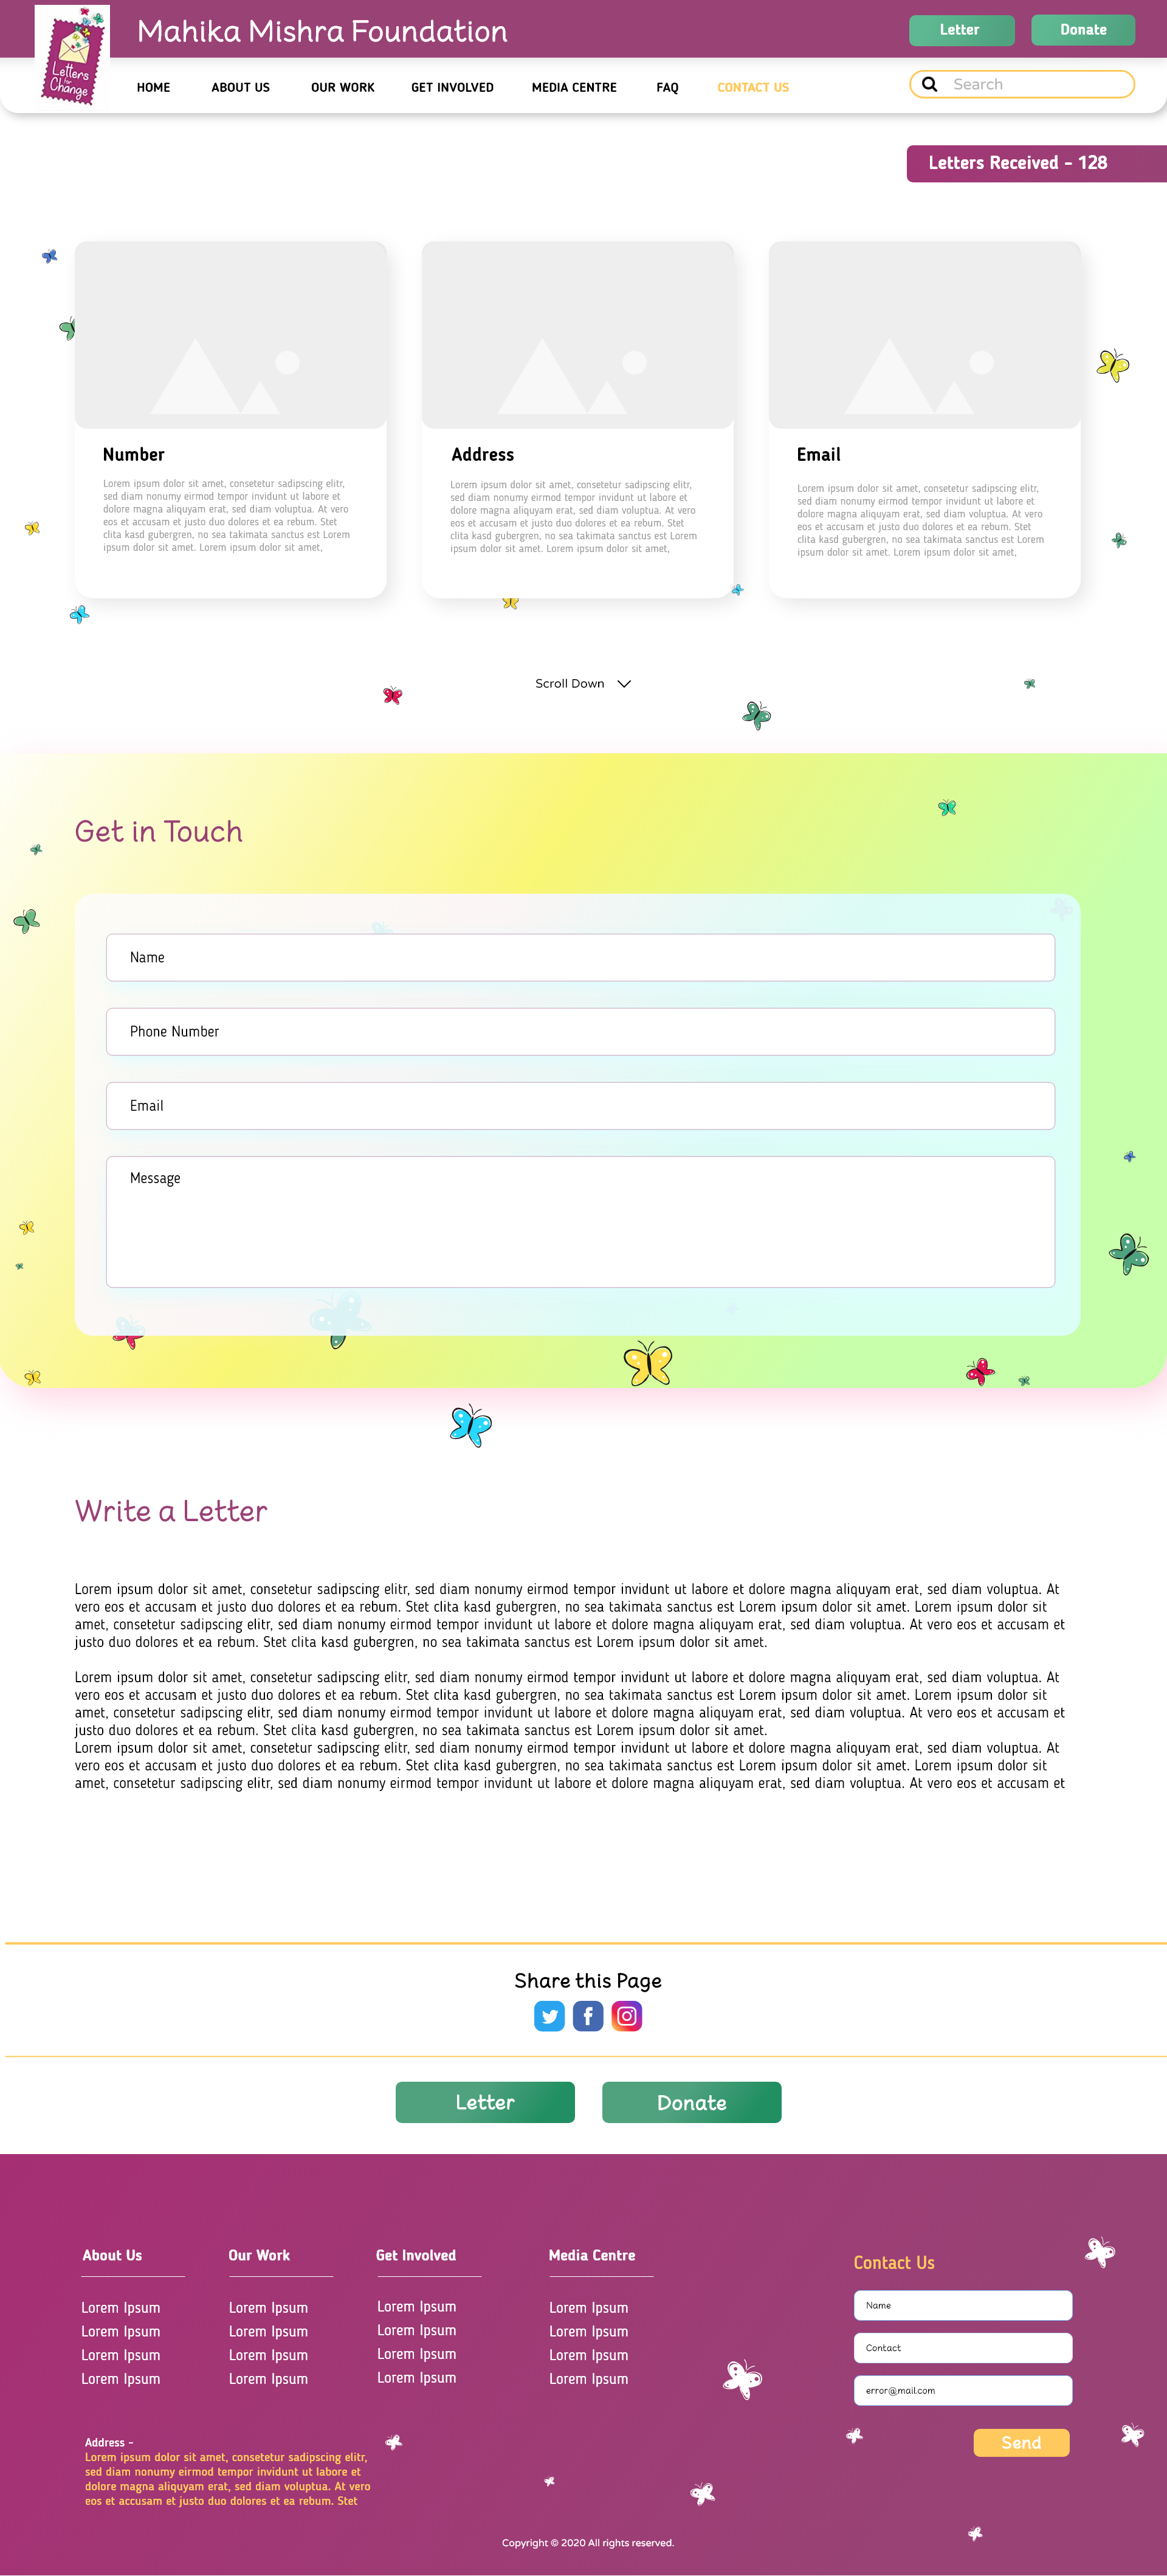 Mahika Mishra Foundation
Letter
Donate
Letters
for
Change
HOME
ABOUT US
OUR WORK
GET INVOLVED
MEDIA CENTRE
FAQ
CONTACT US
Search
Letters Received - 128
Number
Lorem ipsum dolor sit amet, consetetur sadipscing elitr,
sed diam nonumy eirmod tempor invidunt ut labore et
dolore magna aliquyam erat, sed diam voluptua. At vero
eos et accusam et justo duo dolores et ea rebum. Stet
clita kasd gubergren, no sea takimata sanctus est Lorem
ipsum dolor sit amet. Lorem ipsum dolor sit amet,
Address
Lorem ipsum dolor sit amet, consetetur sadipscing elitr,
sed diam nonumy eirmod tempor invidunt ut labore et
dolore magna aliquyam erat, sed diam voluptua. At vero
eos et accusam et justo duo dolores et ea rebum. Stet
clita kasd gubergren, no sea takimata sanctus est Lorem
ipsum dolor sit amet. Lorem ipsum dolor sit amet,
Email
Lorem ipsum dolor sit amet, consetetur sadipscing elitr,
sed diam nonumy eirmod tempor invidunt ut labore et
dolore magna aliquyam erat, sed diam voluptua. At vero
eos et accusam et justo duo dolores et ea rebum. Stet
clita kasd gubergren, no sea takimata sanctus est Lorem
ipsum dolor sit amet. Lorem ipsum dolor sit amet,
Scroll Down
Get in Touch
Name
Phone Number
Email
Message
Write a Letter
Lorem ipsum dolor sit amet, consetetur sadipscing elitr, sed diam nonumy eirmod tempor invidunt ut labore et dolore magna aliquyam erat, sed diam voluptua. At
vero eos et accusam et justo duo dolores et ea rebum. Stet clita kasd gubergren, no sea takimata sanctus est Lorem ipsum dolor sit amet. Lorem ipsum dolor sit
amet, consetetur sadipscing elitr, sed diam nonumy eirmod tempor invidunt ut labore et dolore magna aliquyam erat, sed diam voluptua. At vero eos et accusam et
justo duo dolores et ea rebum. Stet clita kasd gubergren, no sea takimata sanctus est Lorem ipsum dolor sit amet.
Lorem ipsum dolor sit amet, consetetur sadipscing elitr, sed diam nonumy eirmod tempor invidunt ut labore et dolore magna aliquyam erat, sed diam voluptua. At
vero eos et accusam et justo duo dolores et ea rebum. Stet clita kasd gubergren, no sea takimata sanctus est Lorem ipsum dolor sit amet. Lorem ipsum dolor sit
amet, consetetur sadipscing elitr, sed diam nonumy eirmod tempor invidunt ut labore et dolore magna aliquyam erat, sed diam voluptua. At vero eos et accusam et
justo duo dolores et ea rebum. Stet clita kasd gubergren, no sea takimata sanctus est Lorem ipsum dolor sit amet.
Lorem ipsum dolor sit amet, consetetur sadipscing elitr, sed diam nonumy eirmod tempor invidunt ut labore et dolore magna aliquyam erat, sed diam voluptua. At
vero eos et accusam et justo duo dolores et ea rebum. Stet clita kasd gubergren, no sea takimata sanctus est Lorem ipsum dolor sit amet. Lorem ipsum dolor sit
amet, consetetur sadipscing elitr, sed diam nonumy eirmod tempor invidunt ut labore et dolore magna aliquyam erat, sed diam voluptua. At vero eos et accusam et
Share this Page
Letter
Donate
About Us
Lorem Ipsum
Lorem Ipsum
Lorem Ipsum
Lorem Ipsum
Our Work
Lorem Ipsum
Lorem Ipsum
Lorem Ipsum
Lorem Ipsum
Get Involved
Lorem Ipsum
Lorem Ipsum
Lorem Ipsum
Lorem Ipsum
Media Centre
Lorem Ipsum
Lorem Ipsum
Lorem Ipsum
Lorem Ipsum
Contact Us
Name
Contact
error@mail.com
Send
Address -
Lorem ipsum dolor sit amet, consetetur sadipscing elitr,
sed diam nonumy eirmod tempor invidunt ut labore et
dolore magna aliquyam erat, sed diam voluptua. At vero
eos et accusam et justo duo dolores et ea rebum. Stet
Copyright © 2020 All rights reserved.